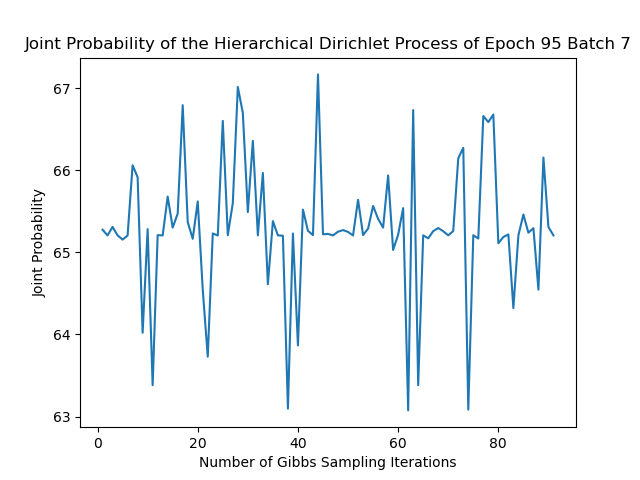 Joint Probability of the Hierarchical Dirichlet Process of Epoch 95 Batch 7
67
66
65
64
63
Joint Probability
0 20 40 60 80
Number of Gibbs Sampling Iterations